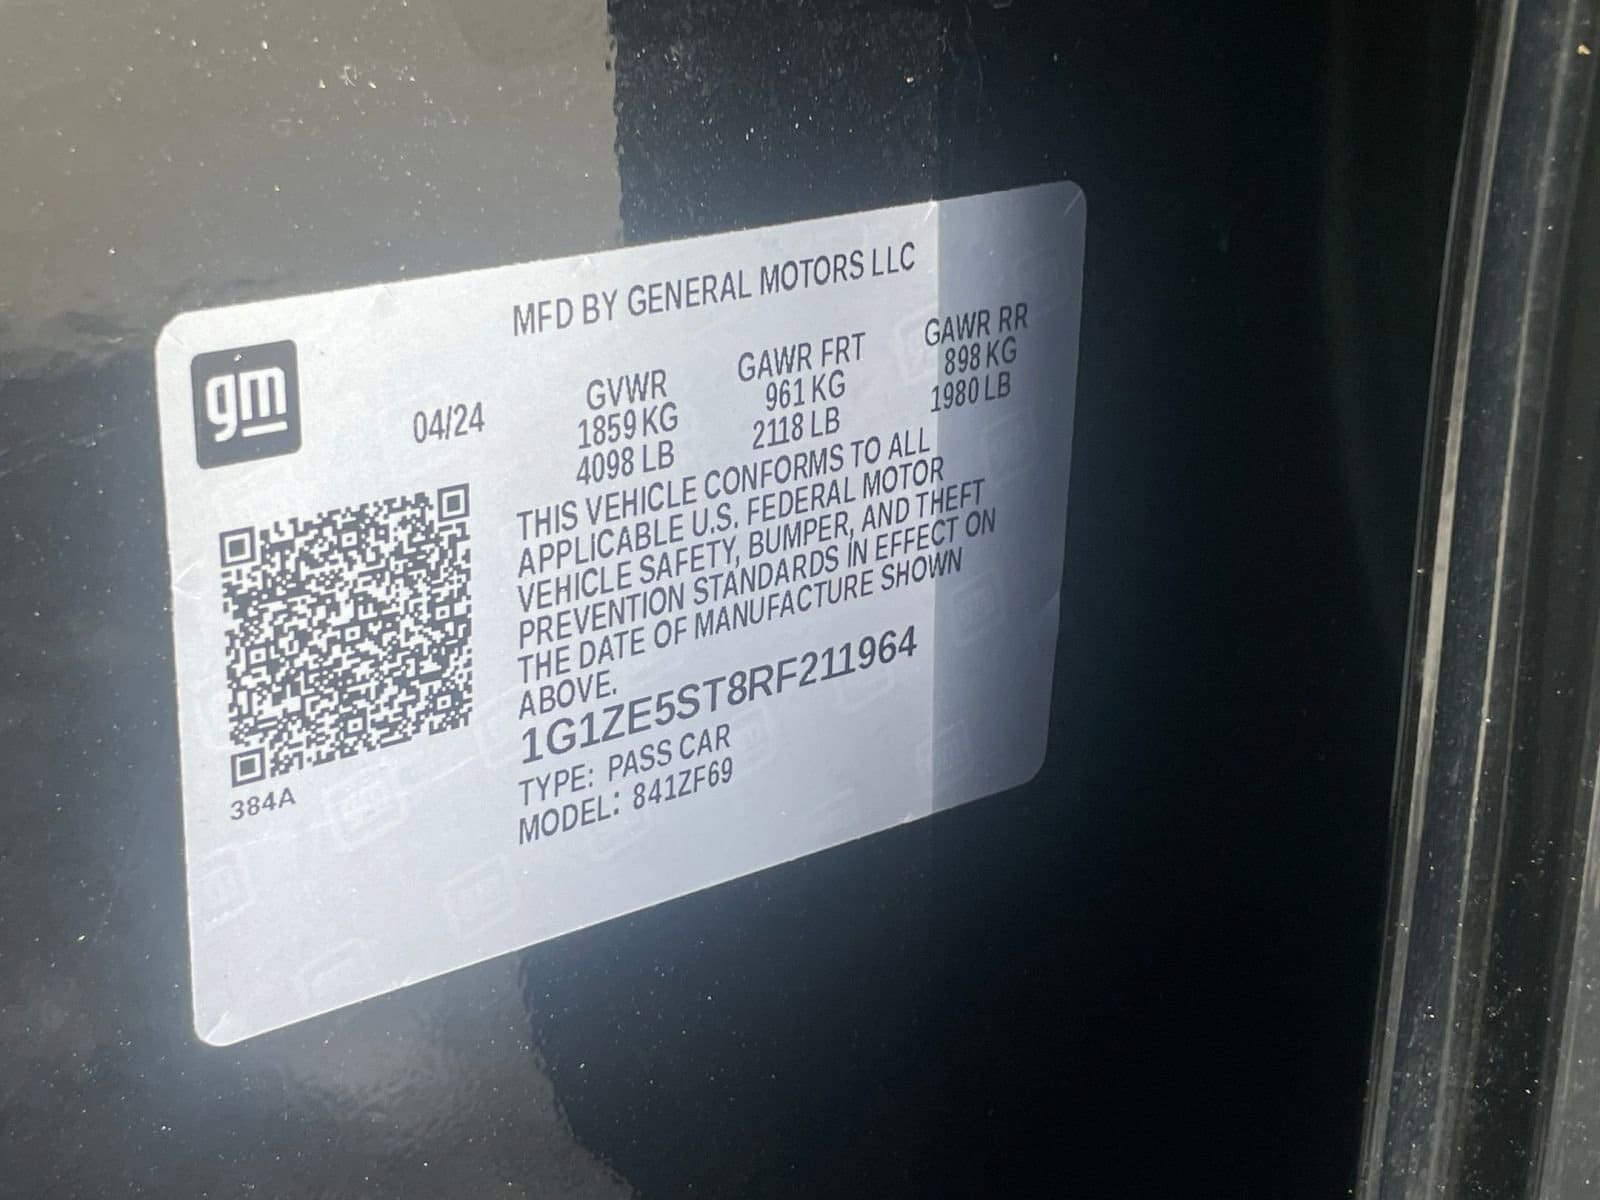 MFD BY GENERAL MOTORS LLC
gm
04/24
GVWR
1859 KG
4098 LB
GAWR FRT
961 KG
2118 LB
GAWR RR
898 KG
1980 LB
THIS VEHICLE CONFORMS TO ALL
APPLICABLE U.S. FEDERAL MOTOR
VEHICLE SAFETY, BUMPER, AND THEFT
PREVENTION STANDARDS IN EFFECT ON
THE DATE OF MANUFACTURE SHOWN
ABOVE.
1G1ZE5ST8RF211964
TYPE: PASS CAR
MODEL: 841ZF69
384A